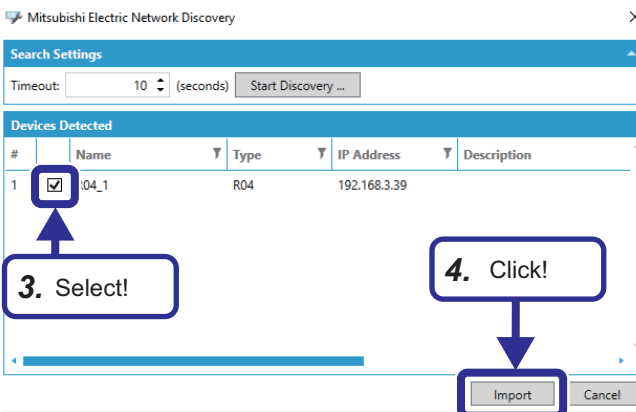 Mitsubishi Electric Network Discovery
Search Settings
Timeout: 10 (seconds) Start Discovery ...
Devices Detected
# Name Type IP Address Description
1 R04_1 R04 192.168.3.39
3. Select!
4. Click!
Import Cancel